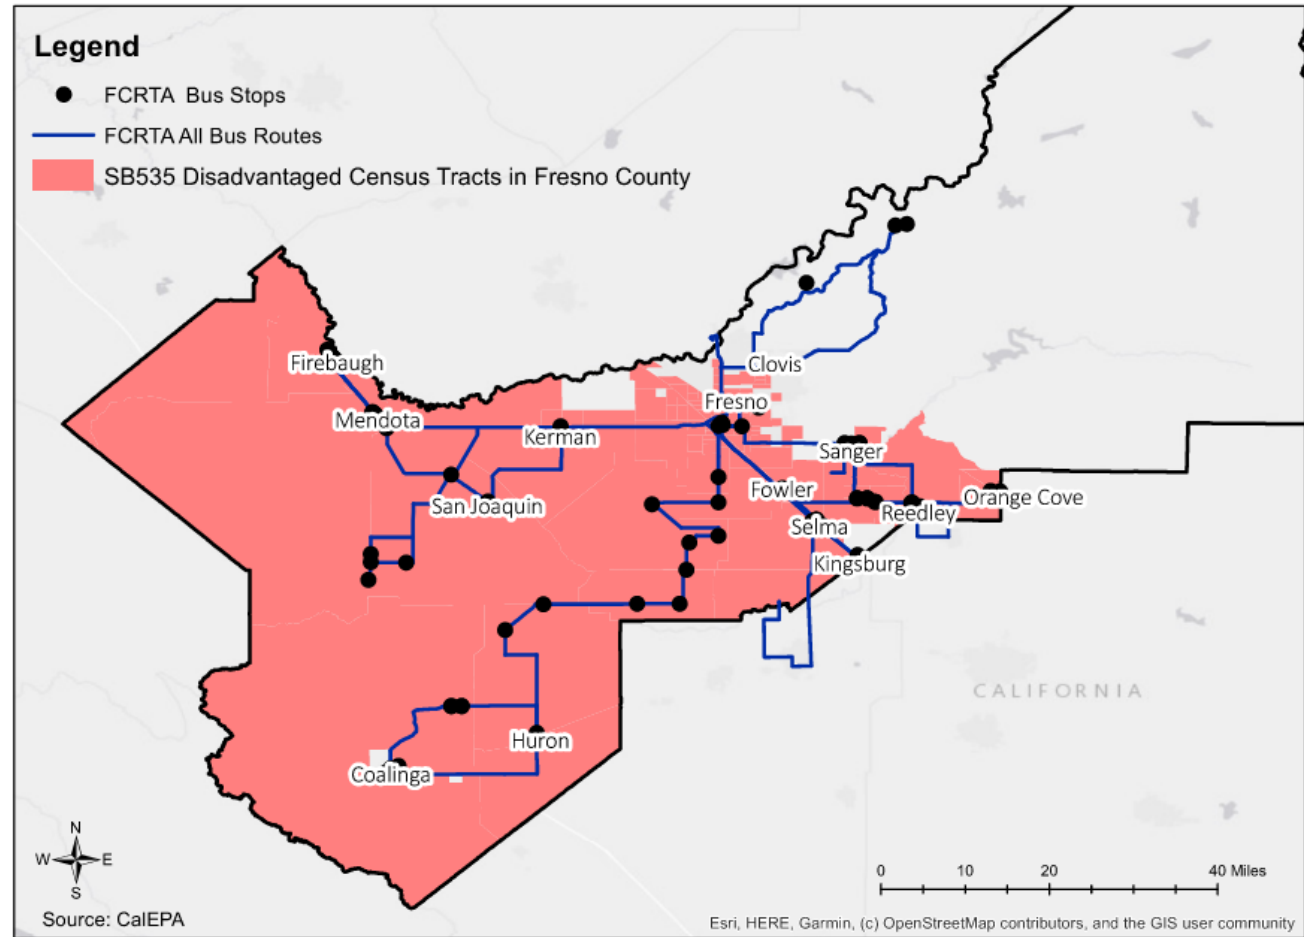 Legend
FCRTA Bus Stops
FCRTA All Bus Routes
SB535 Disadvantaged Census Tracts in Fresno County
Clovis
Firebaugh
Fresno
Mendota
Kerman
Sanger
Fowler
Orange Cove
San Joaquin
Reedley
Selma
Kingsburg
CALIFORNIA
Huron
Coalinga
N
W E
S
0 10 20 40 Miles
Source: CalEPA
Esri, HERE, Garmin, (c) OpenStreetMap contributors, and the GIS user community